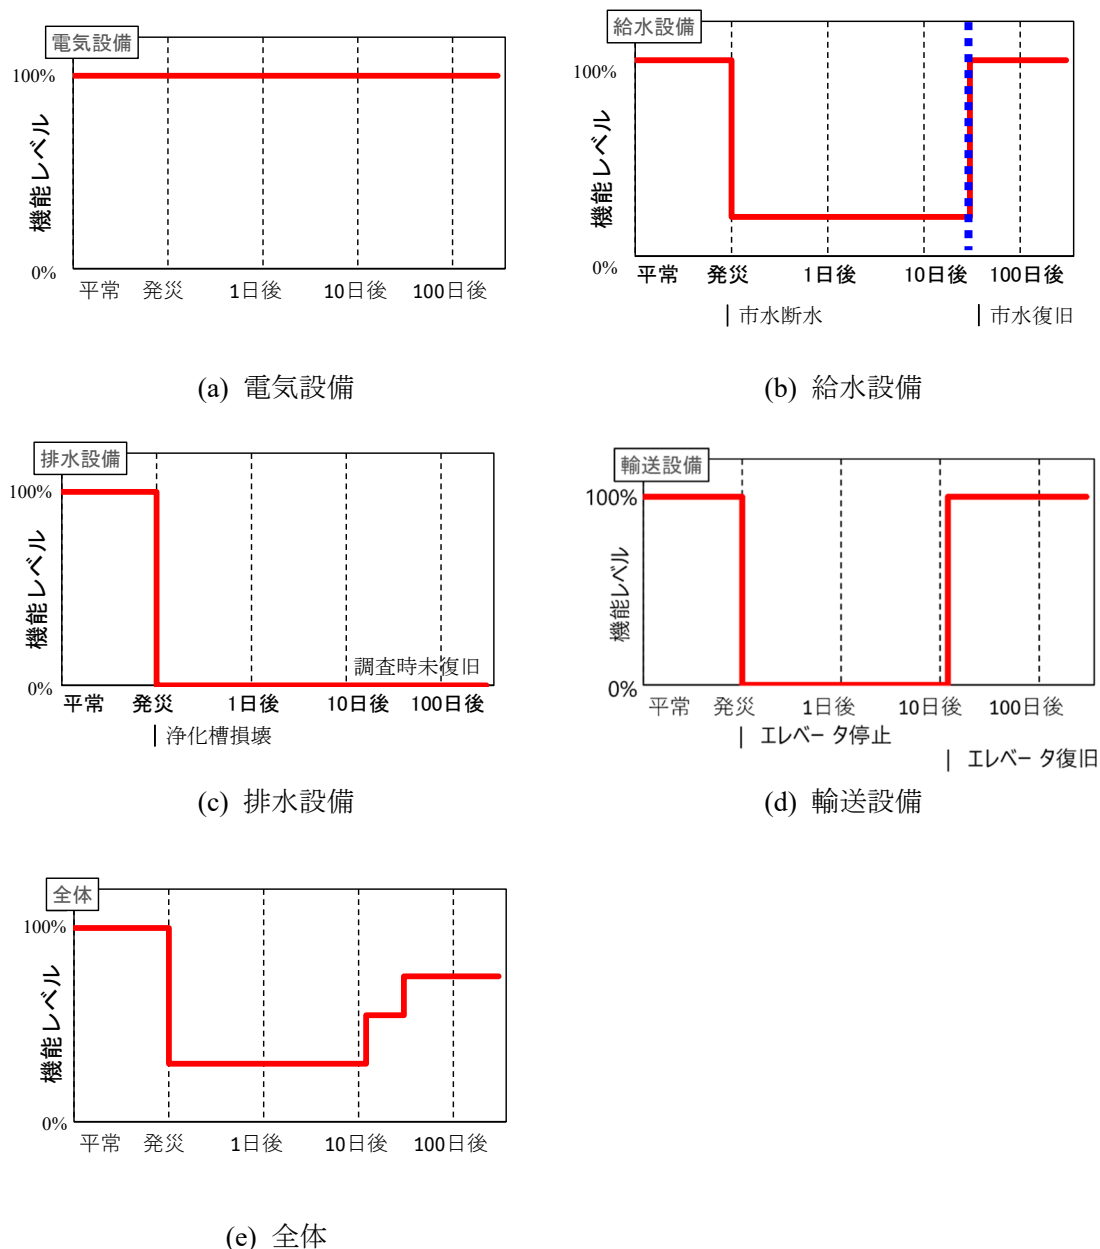 電気設備
100%
機能レベル
0%
平常 発災 1日後 10日後 100日後
(a) 電気設備
給水設備
100%
機能レベル
0%
平常 発災 1日後 10日後 100日後
市水断水 市水復旧
(b) 給水設備
排水設備
100%
機能レベル
調査時未復旧
0%
平常 発災 1日後 10日後 100日後
浄化槽損壊
(c) 排水設備
輸送設備
100%
機能レベル
0%
平常 発災 1日後 10日後 100日後
エレベータ停止
エレベータ復旧
(d) 輸送設備
全体
100%
機能レベル
0%
平常 発災 1日後 10日後 100日後
(e) 全体